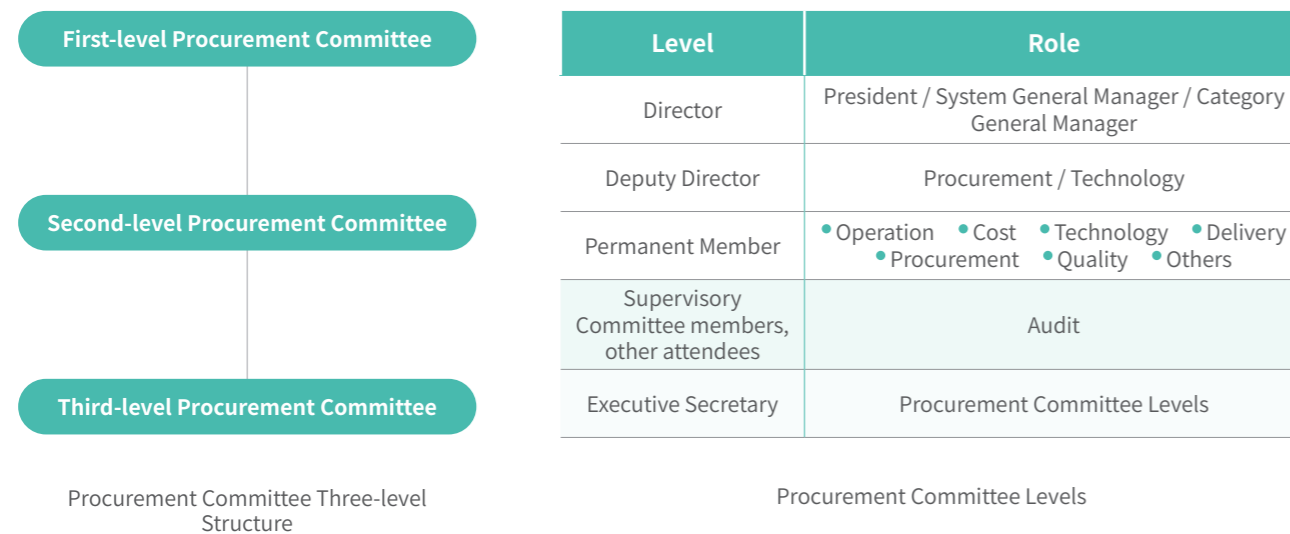 First-level Procurement Committee
Second-level Procurement Committee
Third-level Procurement Committee
Procurement Committee Three-level
Structure
Level Role
Director President / System General Manager / Category
General Manager
Deputy Director Procurement / Technology
Permanent Member • Operation • Cost • Technology • Delivery
• Procurement • Quality • Others
Supervisory
Committee members, Audit
other attendees
Executive Secretary Procurement Committee Levels
Procurement Committee Levels